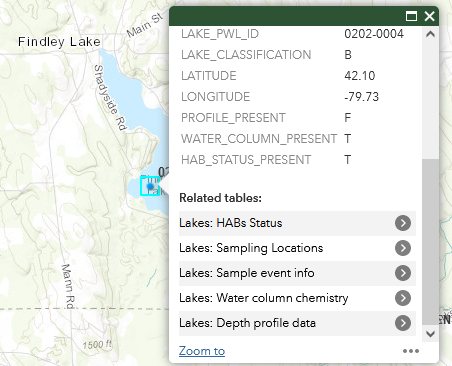 Findley Lake
Main St
Shadyside Rd
Mann Rd
1500 ft
LAKE_PWL_ID 0202-0004
LAKE_CLASSIFICATION B
LATITUDE 42.10
LONGITUDE -79.73
PROFILE_PRESENT F
WATER_COLUMN_PRESENT T
HAB_STATUS_PRESENT T
Related tables:
Lakes: HABs Status
Lakes: Sampling Locations
Lakes: Sample event info
Lakes: Water column chemistry
Lakes: Depth profile data
Zoom to